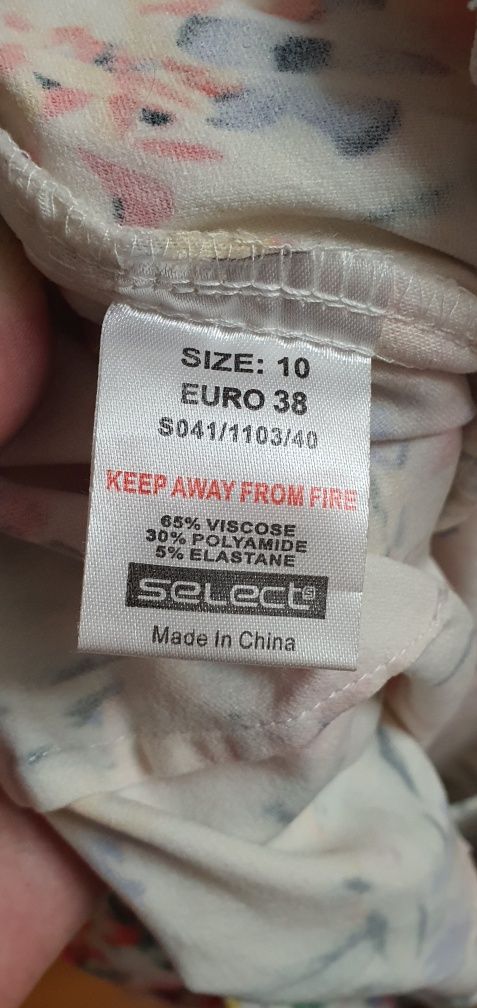 SIZE: 10
EURO 38
S041/1103/40
KEEP AWAY FROM FIRE
65% VISCOSE
30% POLYAMIDE
5% ELASTANE
SELECT
Made In China